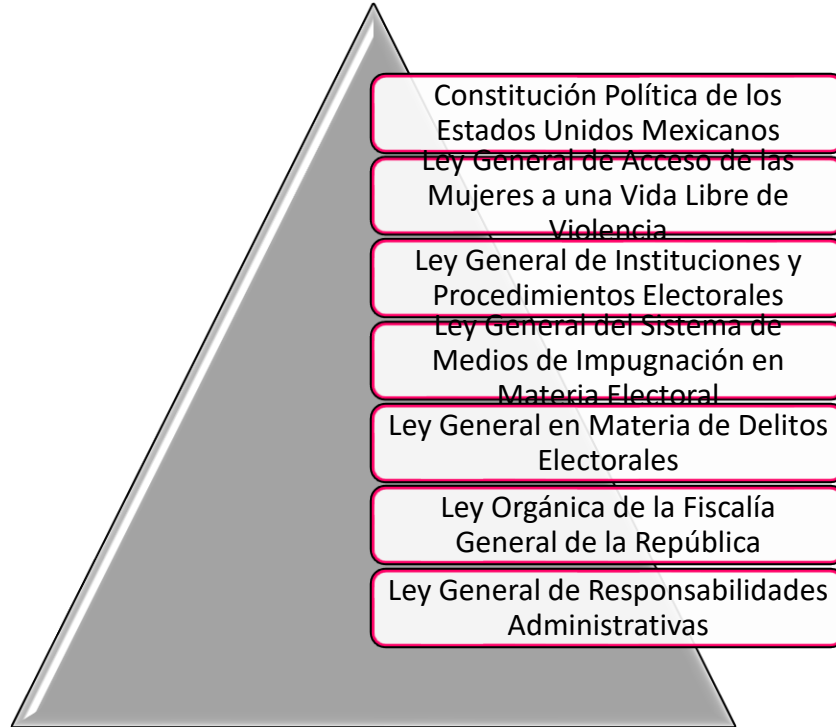 Constitución Política de los
Estados Unidos Mexicanos
Ley General de Acceso de las
Mujeres a una Vida Libre de
Violencia
Ley General de Instituciones y
Procedimientos Electorales
Ley General del Sistema de
Medios de Impugnación en
Materia Electoral
Ley General en Materia de Delitos
Electorales
Ley Orgánica de la Fiscalía
General de la República
Ley General de Responsabilidades
Administrativas